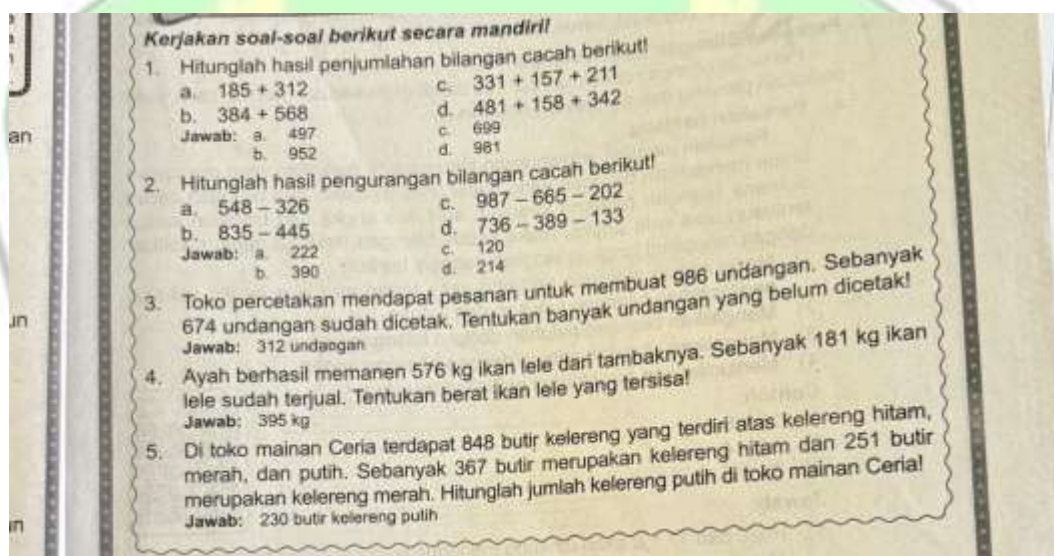 an
un
an
Kerjakan soal-soal berikut secara mandiri!
1. Hitunglah hasil penjumlahan bilangan cacah berikut!
a. 185 + 312 c. 331 + 157 + 211
b. 384 + 568 d. 481 + 158 + 342
Jawab: a. 497 c. 699
b. 952 d. 981
2. Hitunglah hasil pengurangan bilangan cacah berikut!
a. 548 – 326 c. 987 – 665 – 202
b. 835 – 445 d. 736 – 389 – 133
Jawab: a. 222 c. 120
b. 390 d. 214
3. Toko percetakan mendapat pesanan untuk membuat 986 undangan. Sebanyak
674 undangan sudah dicetak. Tentukan banyak undangan yang belum dicetak!
Jawab: 312 undangan
4. Ayah berhasil memanen 576 kg ikan lele dari tambaknya. Sebanyak 181 kg ikan
lele sudah terjual. Tentukan berat ikan lele yang tersisa!
Jawab: 395 kg
5. Di toko mainan Ceria terdapat 848 butir kelereng yang terdiri atas kelereng hitam,
merah, dan putih. Sebanyak 367 butir merupakan kelereng hitam dan 251 butir
merupakan kelereng merah. Hitunglah jumlah kelereng putih di toko mainan Ceria!
Jawab: 230 butir kelereng putih